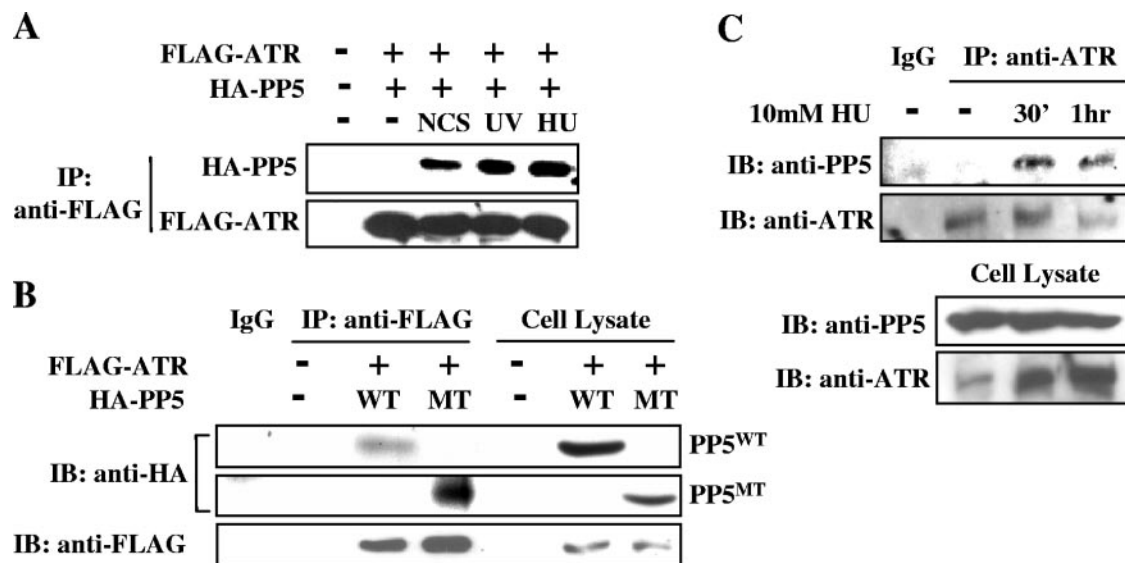 A
FLAG-ATR - + + + +
HA-PP5 - + + + +
- - NCS UV HU
IP: anti-FLAG
HA-PP5
FLAG-ATR
B
IgG IP: anti-FLAG Cell Lysate
FLAG-ATR - + + - + +
HA-PP5 - WT MT - WT MT
IB: anti-HA
PP5WT
PP5MT
IB: anti-FLAG
C
IgG IP: anti-ATR
10mM HU - - 30' 1hr
IB: anti-PP5
IB: anti-ATR
Cell Lysate
IB: anti-PP5
IB: anti-ATR